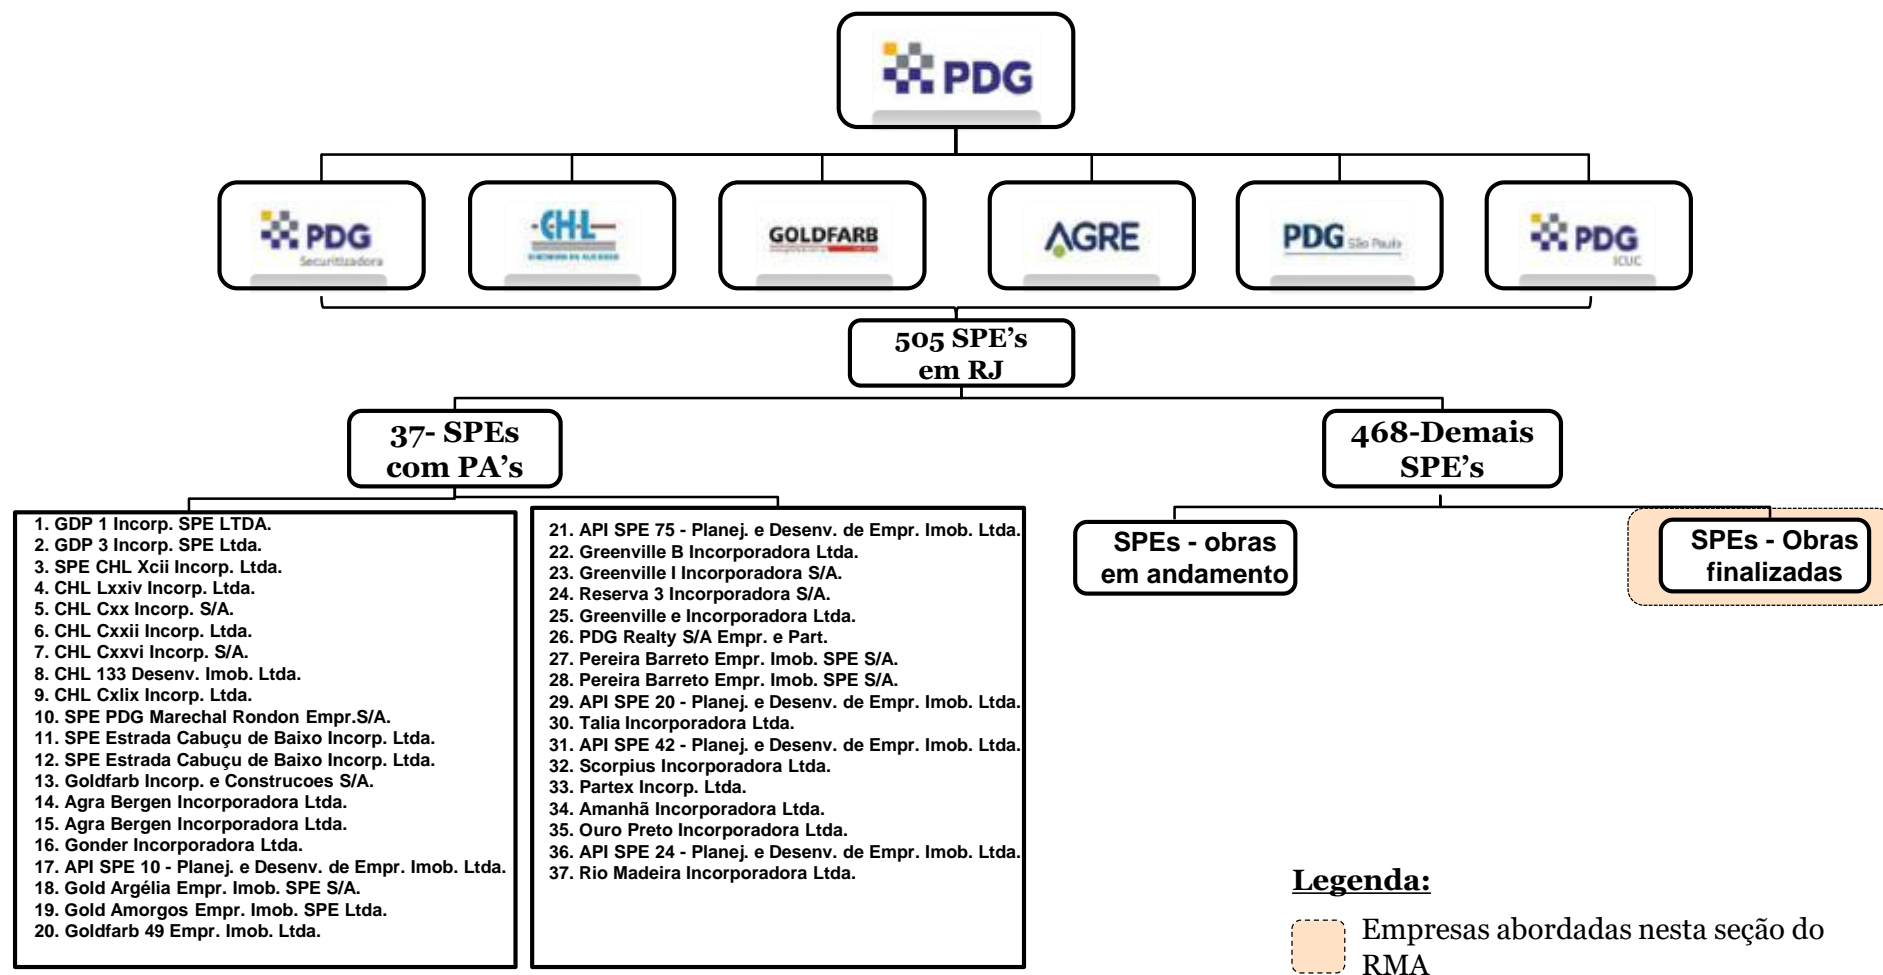 PDG
PDG
Securitizadora
CHL
GOLDFARB
AGRE
PDG São Paulo
PDG
ICUC
505 SPE’s
em RJ
37- SPEs
com PA’s
468-Demais
SPE’s
1. GDP 1 Incorp. SPE LTDA.
2. GDP 3 Incorp. SPE Ltda.
3. SPE CHL Xcii Incorp. Ltda.
4. CHL Lxxiv Incorp. Ltda.
5. CHL Cxx Incorp. S/A.
6. CHL Cxxii Incorp. Ltda.
7. CHL Cxxvi Incorp. S/A.
8. CHL 133 Desenv. Imob. Ltda.
9. CHL Cxlix Incorp. Ltda.
10. SPE PDG Marechal Rondon Empr.S/A.
11. SPE Estrada Cabuçu de Baixo Incorp. Ltda.
12. SPE Estrada Cabuçu de Baixo Incorp. Ltda.
13. Goldfarb Incorp. e Construcoes S/A.
14. Agra Bergen Incorporadora Ltda.
15. Agra Bergen Incorporadora Ltda.
16. Gonder Incorporadora Ltda.
17. API SPE 10 - Planej. e Desenv. de Empr. Imob. Ltda.
18. Gold Argélia Empr. Imob. SPE S/A.
19. Gold Amorgos Empr. Imob. SPE Ltda.
20. Goldfarb 49 Empr. Imob. Ltda.
21. API SPE 75 - Planej. e Desenv. de Empr. Imob. Ltda.
22. Greenville B Incorporadora Ltda.
23. Greenville I Incorporadora S/A.
24. Reserva 3 Incorporadora S/A.
25. Greenville e Incorporadora Ltda.
26. PDG Realty S/A Empr. e Part.
27. Pereira Barreto Empr. Imob. SPE S/A.
28. Pereira Barreto Empr. Imob. SPE S/A.
29. API SPE 20 - Planej. e Desenv. de Empr. Imob. Ltda.
30. Talia Incorporadora Ltda.
31. API SPE 42 - Planej. e Desenv. de Empr. Imob. Ltda.
32. Scorpius Incorporadora Ltda.
33. Partex Incorp. Ltda.
34. Amanhã Incorporadora Ltda.
35. Ouro Preto Incorporadora Ltda.
36. API SPE 24 - Planej. e Desenv. de Empr. Imob. Ltda.
37. Rio Madeira Incorporadora Ltda.
SPEs - obras
em andamento
SPEs - Obras
finalizadas
Legenda:
Empresas abordadas nesta seção do
RMA